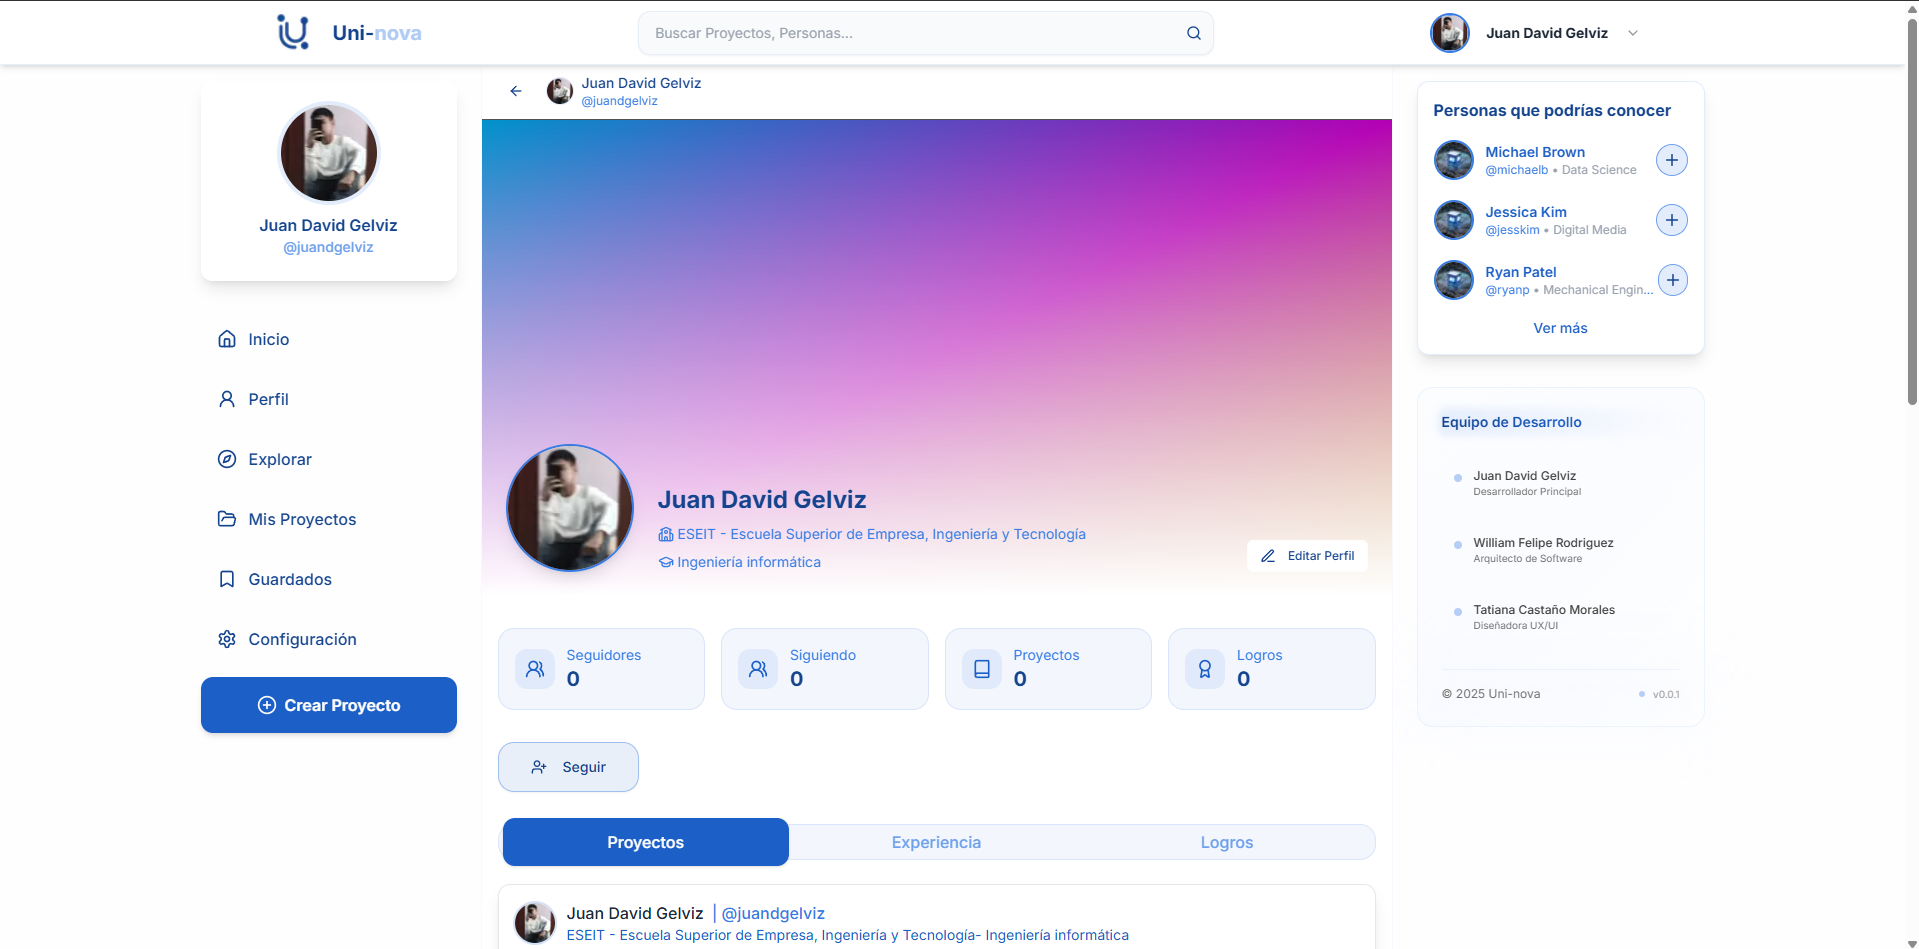 Uni-nova
Buscar Proyectos, Personas...
Juan David Gelviz
Juan David Gelviz
@juandgelviz
Inicio
Perfil
Explorar
Mis Proyectos
Guardados
Configuración
Crear Proyecto
Juan David Gelviz
@juandgelviz
Juan David Gelviz
ESEIT - Escuela Superior de Empresa, Ingeniería y Tecnología
Ingeniería informática
Editar Perfil
Seguidores
0
Siguiendo
0
Proyectos
0
Logros
0
Seguir
Proyectos
Experiencia
Logros
Juan David Gelviz | @juandgelviz
ESEIT - Escuela Superior de Empresa, Ingeniería y Tecnología- Ingeniería informática
Personas que podrías conocer
Michael Brown
@michaelb • Data Science
Jessica Kim
@jesskim • Digital Media
Ryan Patel
@ryanp • Mechanical Engin...
Ver más
Equipo de Desarrollo
Juan David Gelviz
Desarrollador Principal
William Felipe Rodriguez
Arquitecto de Software
Tatiana Castaño Morales
Diseñadora UX/UI
© 2025 Uni-nova
v0.0.1